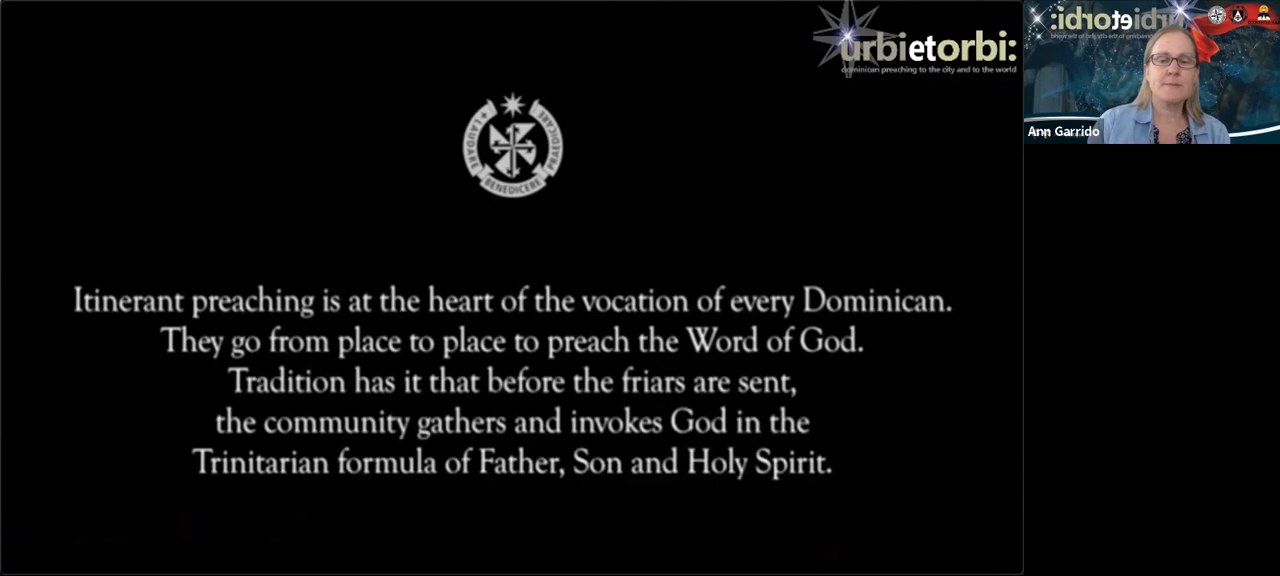 urbietorbi:
dominican preaching to the city and to the world
LAUDARE
BENEDICERE
PRAEDICARE
Itinerant preaching is at the heart of the vocation of every Dominican.
They go from place to place to preach the Word of God.
Tradition has it that before the friars are sent,
the community gathers and invokes God in the
Trinitarian formula of Father, Son and Holy Spirit.
urbietorbi:
Ann Garrido